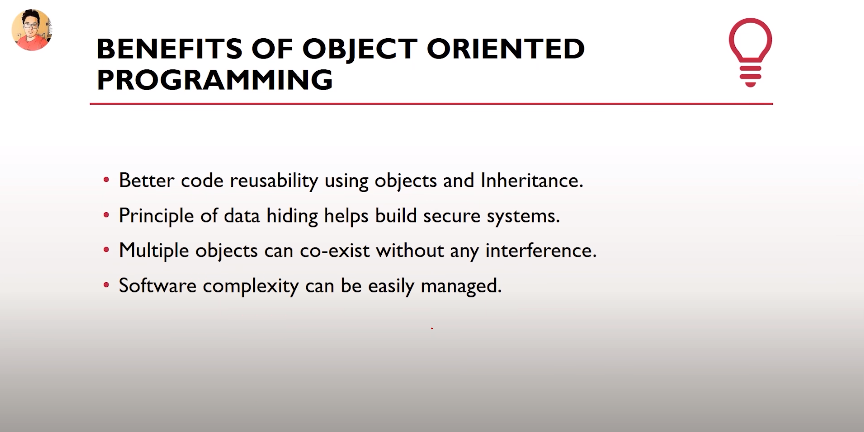 BENEFITS OF OBJECT ORIENTED
PROGRAMMING
• Better code reusability using objects and Inheritance.
• Principle of data hiding helps build secure systems.
• Multiple objects can co-exist without any interference.
• Software complexity can be easily managed.